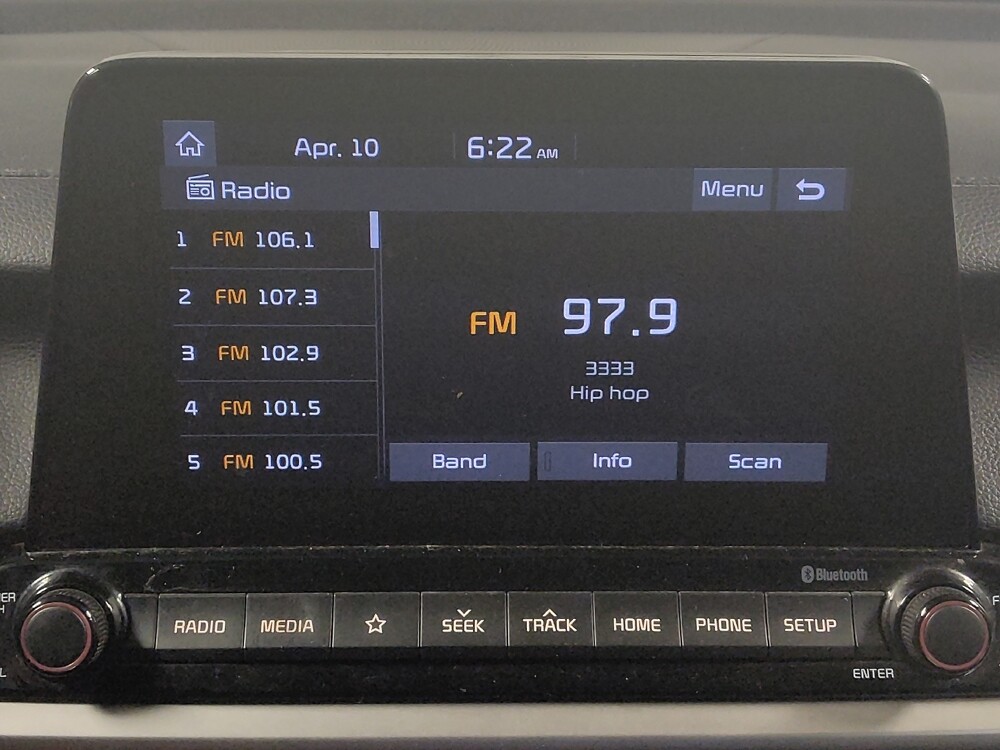 Apr. 10 6:22 AM
Radio Menu
1 FM 106.1
2 FM 107.3
3 FM 102.9
4 FM 101.5
5 FM 100.5
FM 97.9
3333
Hip hop
Band Info Scan
Bluetooth
RADIO MEDIA SEEK TRACK HOME PHONE SETUP
ENTER